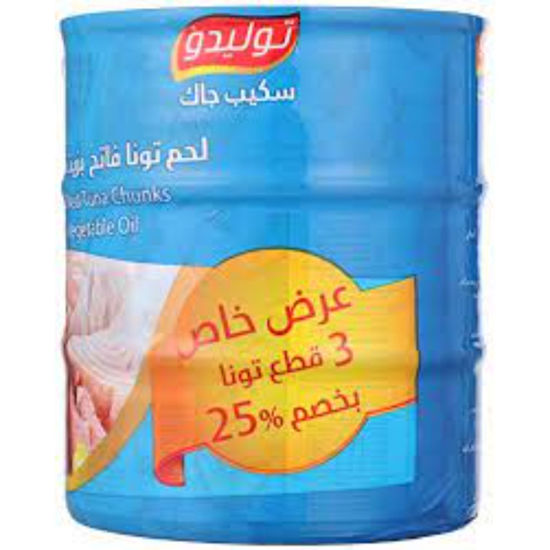 توليدو
سكيب جاك
لحم تونا فاتح
Tuna Chunks
Vegetable Oil
عرض خاص
3 قطع تونا
بخصم 25%